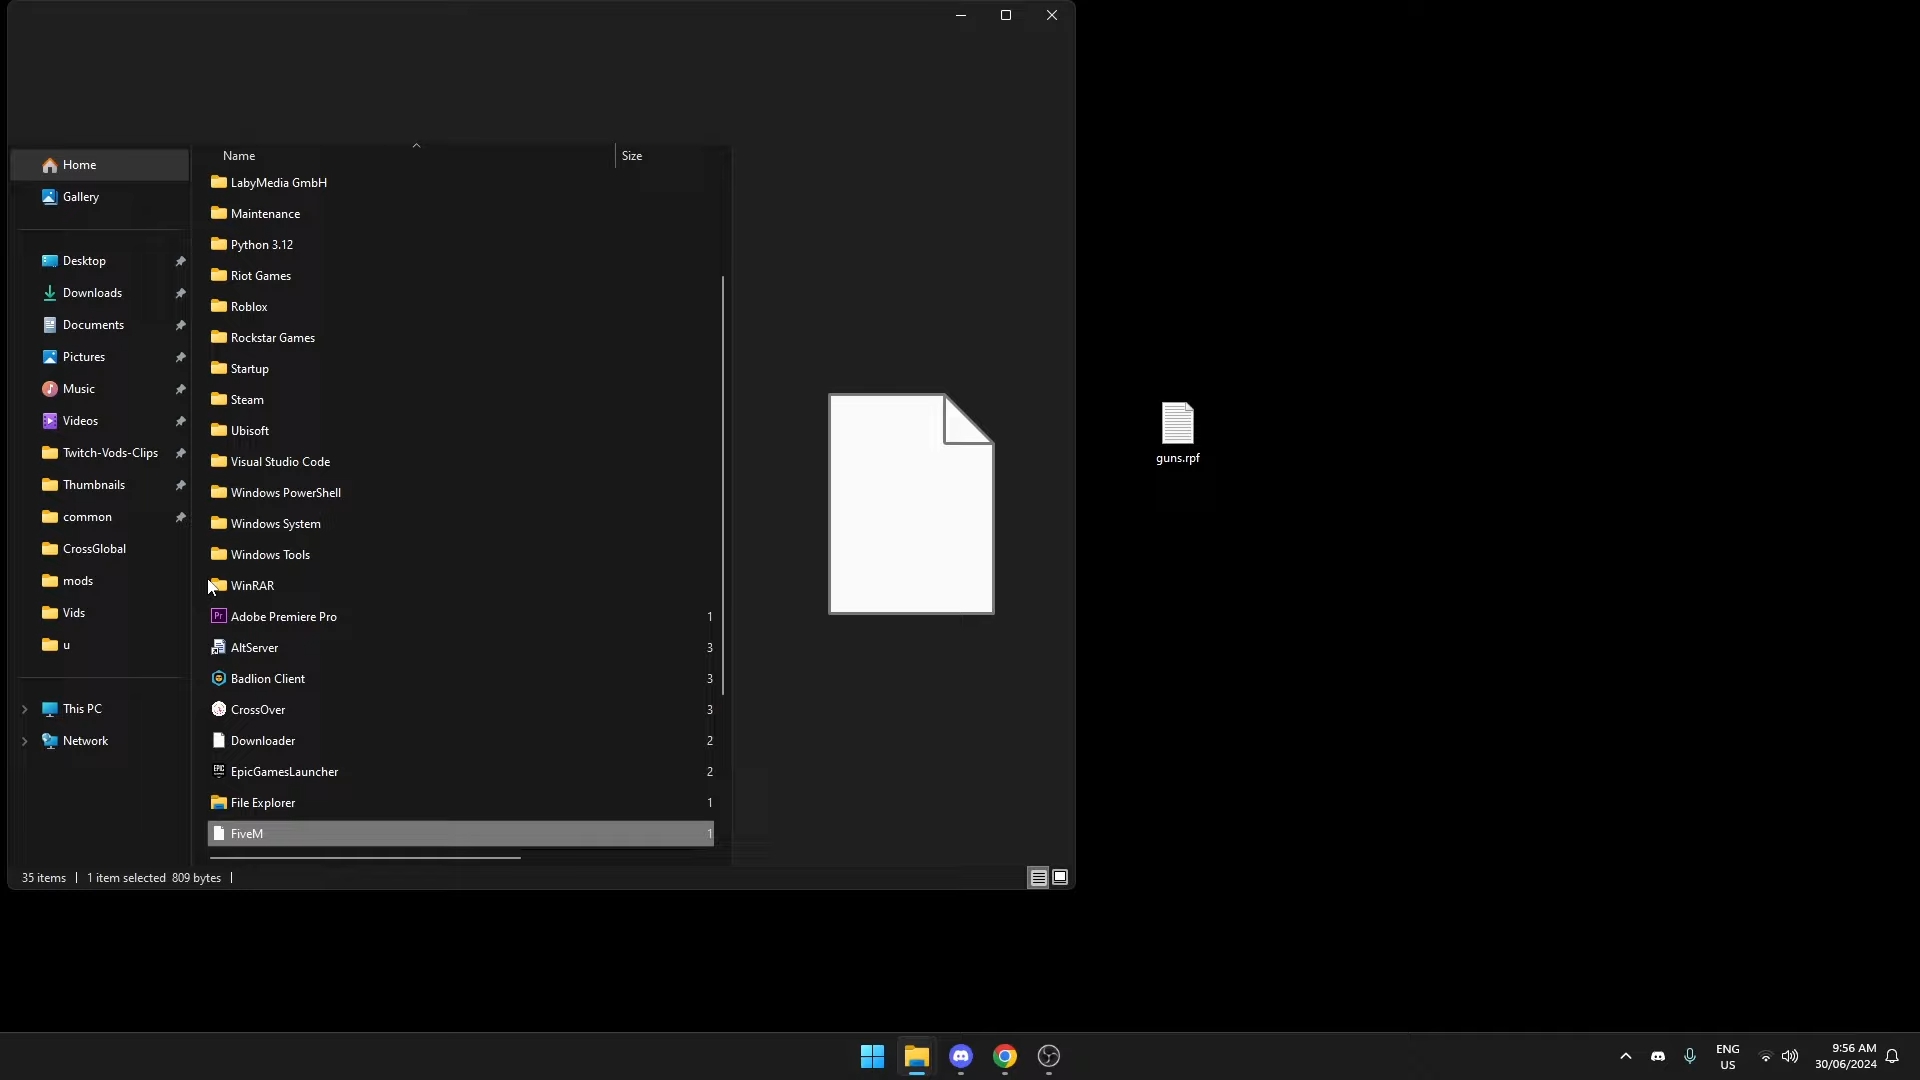 Home
Gallery
Desktop
Downloads
Documents
Pictures
Music
Videos
Twitch-Vods-Clips
Thumbnails
common
CrossGlobal
mods
Vids
u
This PC
Network
Name Size
LabyMedia GmbH
Maintenance
Python 3.12
Riot Games
Roblox
Rockstar Games
Startup
Steam
Ubisoft
Visual Studio Code
Windows PowerShell
Windows System
Windows Tools
WinRAR
Pr Adobe Premiere Pro 1
AltServer 3
Badlion Client 3
CrossOver 3
Downloader 2
EPIC EpicGamesLauncher 2
File Explorer 1
FiveM 1
35 items 1 item selected 809 bytes
guns.rpf
ENG
US
9:56 AM
30/06/2024